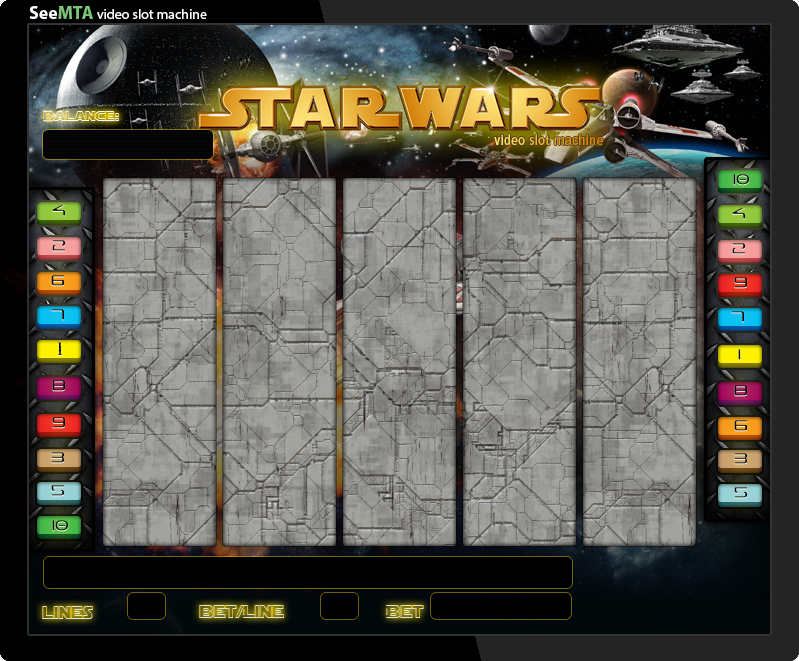 SeeMTA video slot machine
BALANCE:
STAR WARS
video slot machine
4
2
6
7
1
8
9
3
5
10
10
4
2
9
7
1
8
6
3
5
LINES
BET/LINE
BET